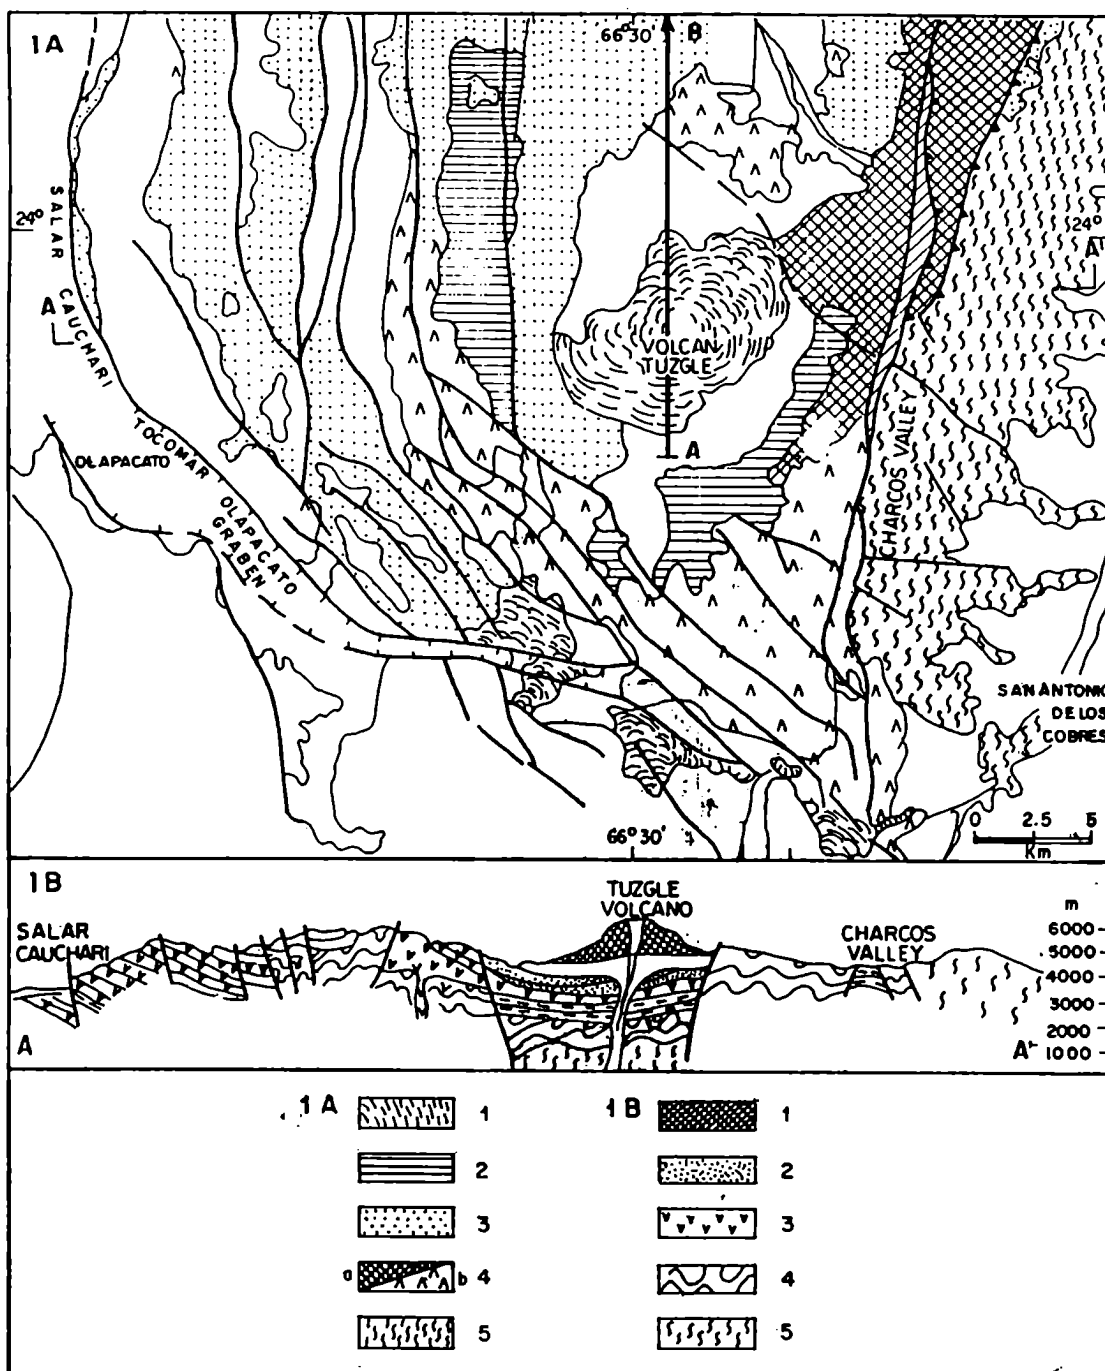 1A
66°30'
B
24°
SALAR
CAUCHARI
A
24°
A'
VOLCAN
TUZGLE
A
OLAPACATO
TOCOMAR
OLAPACATO
GRABEN
CHARCOS VALLEY
SAN ANTONIO
DE LOS
COBRES
66°30'
0 2.5 5
Km
1B
SALAR
CAUCHARI
TUZGLE
VOLCANO
CHARCOS
VALLEY
m
6000
5000
4000
3000
2000
1000
A
A'
1A
1
2
3
a 4 b
5
1B
1
2
3
4
5